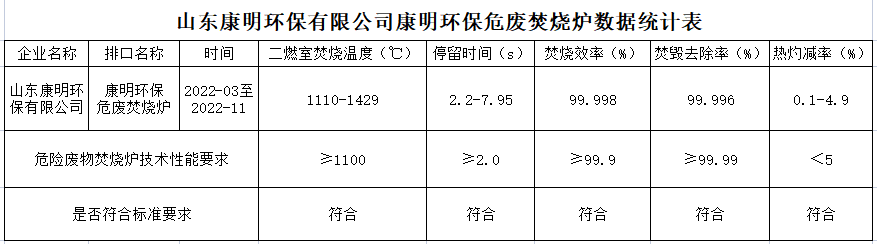 山东康明环保有限公司康明环保危废焚烧炉数据统计表
企业名称 排口名称 时间 二燃室焚烧温度（℃） 停留时间（s） 焚烧效率（%） 焚毁去除率（%） 热灼减率（%）
山东康明环保有限公司 康明环保危废焚烧炉 2022-03至2022-11 1110-1429 2.2-7.95 99.998 99.996 0.1-4.9
危险废物焚烧炉技术性能要求 ≥1100 ≥2.0 ≥99.9 ≥99.99 ＜5
是否符合标准要求 符合 符合 符合 符合 符合